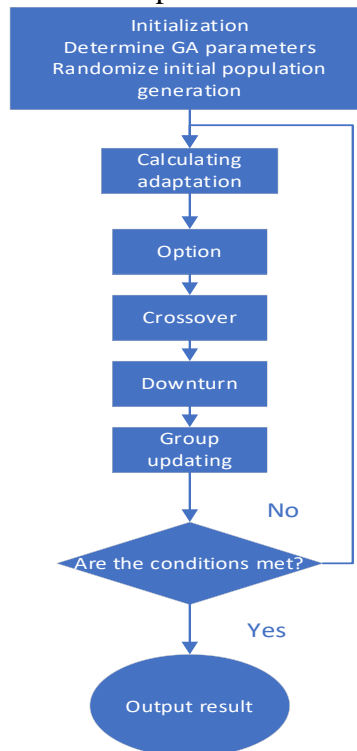 Initialization
Determine GA parameters
Randomize initial population
generation
Calculating
adaptation
Option
Crossover
Downturn
Group
updating
No
Are the conditions met?
Yes
Output result